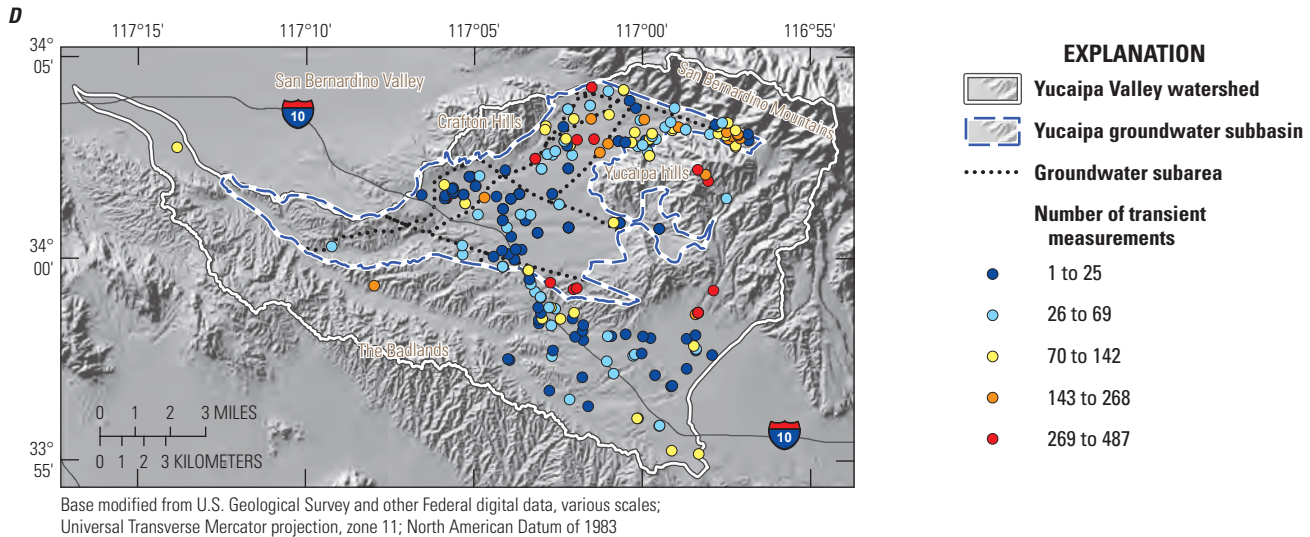 D
117°15' 117°10' 117°05' 117°00' 116°55'
34°
05'
San Bernardino Valley
San Bernardino Mountains
10
Crafton Hills
Yucaipa hills
34°
00'
The Badlands
0 1 2 3 MILES
0 1 2 3 KILOMETERS
10
33°
55'
Base modified from U.S. Geological Survey and other Federal digital data, various scales;
Universal Transverse Mercator projection, zone 11; North American Datum of 1983
EXPLANATION
Yucaipa Valley watershed
Yucaipa groundwater subbasin
Groundwater subarea
Number of transient
measurements
1 to 25
26 to 69
70 to 142
143 to 268
269 to 487